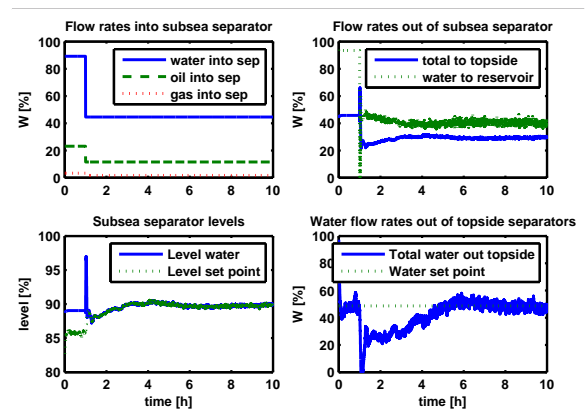 Flow rates into subsea separator
100
80
60
40
20
0
W [%]
water into sep
oil into sep
gas into sep
0 2 4 6 8 10
Flow rates out of subsea separator
100
80
60
40
20
0
W [%]
total to topside
water to reservoir
0 2 4 6 8 10
Subsea separator levels
100
95
90
85
80
level [%]
Level water
Level set point
0 2 4 6 8 10
time [h]
Water flow rates out of topside separators
100
80
60
40
20
0
W [%]
Total water out topside
Water set point
0 2 4 6 8 10
time [h]